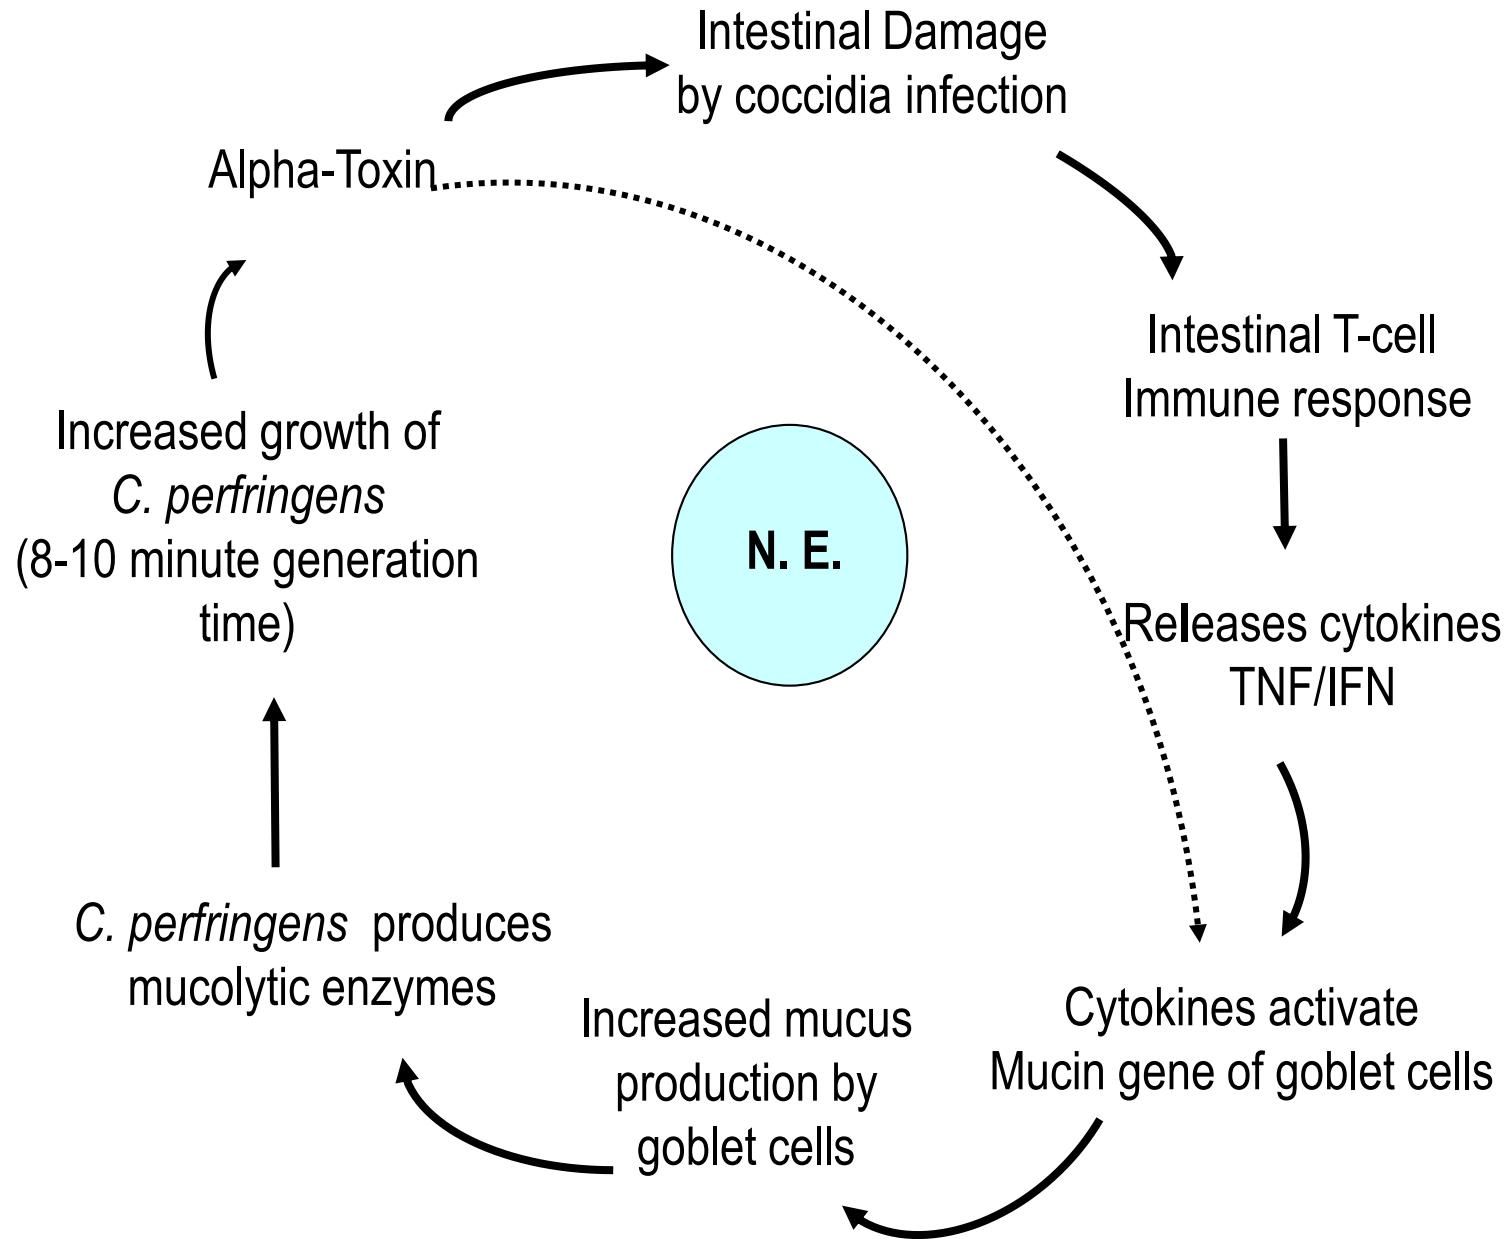 Intestinal Damage
by coccidia infection
Alpha-Toxin
Intestinal T-cell
Immune response
Increased growth of
C. perfringens
(8-10 minute generation
time)
N. E.
Releases cytokines
TNF/IFN
C. perfringens produces
mucolytic enzymes
Increased mucus
production by
goblet cells
Cytokines activate
Mucin gene of goblet cells